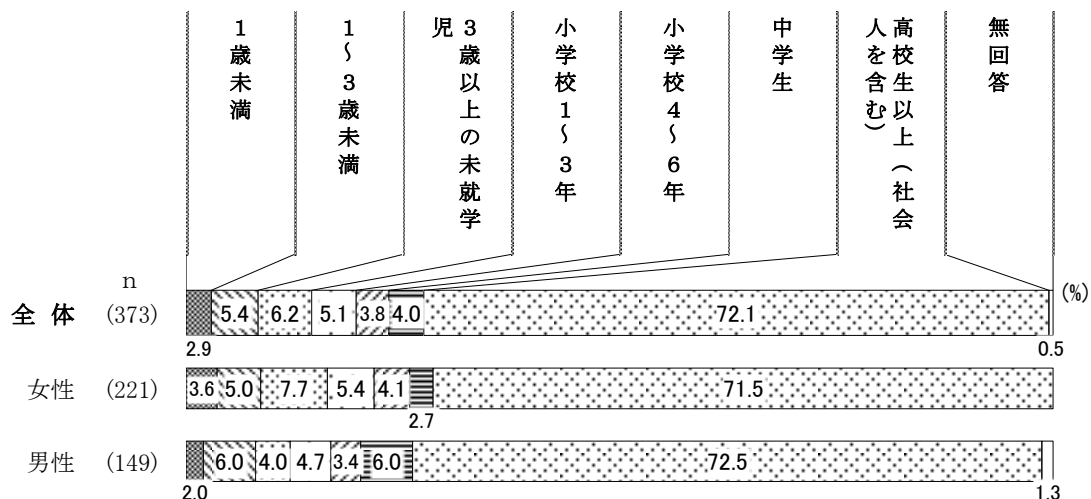 1歳未満
1～3歳未満
3歳以上の未就学
児
小学校1～3年
小学校4～6年
中学生
高校生以上（社会
人を含む）
無回答
n
(%)
全体 (373) 5.4 6.2 5.1 3.8 4.0 72.1
2.9 0.5
女性 (221) 3.6 5.0 7.7 5.4 4.1 71.5
2.7
男性 (149) 6.0 4.0 4.7 3.4 6.0 72.5
2.0 1.3